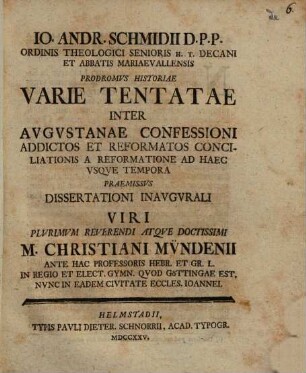 6.
IO. ANDR. SCHMIDII D.P.P.
ORDINIS THEOLOGICI SENIORIS H. T. DECANI
ET ABBATIS MARIAEVALLENSIS
PRODROMVS HISTORIAE
VARIE TENTATAE
INTER
AVGVSTANAE CONFESSIONI
ADDICTOS ET REFORMATOS CONCI-
LIATIONIS A REFORMATIONE AD HAEC
VSQVE TEMPORA
PRAEMISSVS
DISSERTATIONI INAVGVRALI
VIRI
PLVRIMVM REVERENDI ATQVE DOCTISSIMI
M. CHRISTIANI MVNDENII
ANTE HAC PROFESSORIS HEBR. ET GR. L.
IN REGIO ET ELECT. GYMN. QVOD GöTTINGAE EST,
NVNC IN EADEM CIVITATE ECCLES. IOANNEI.
HELMSTADII,
TYPIS PAVLI DIETER. SCHNORRII, ACAD. TYPOGR.
MDCCXXV.